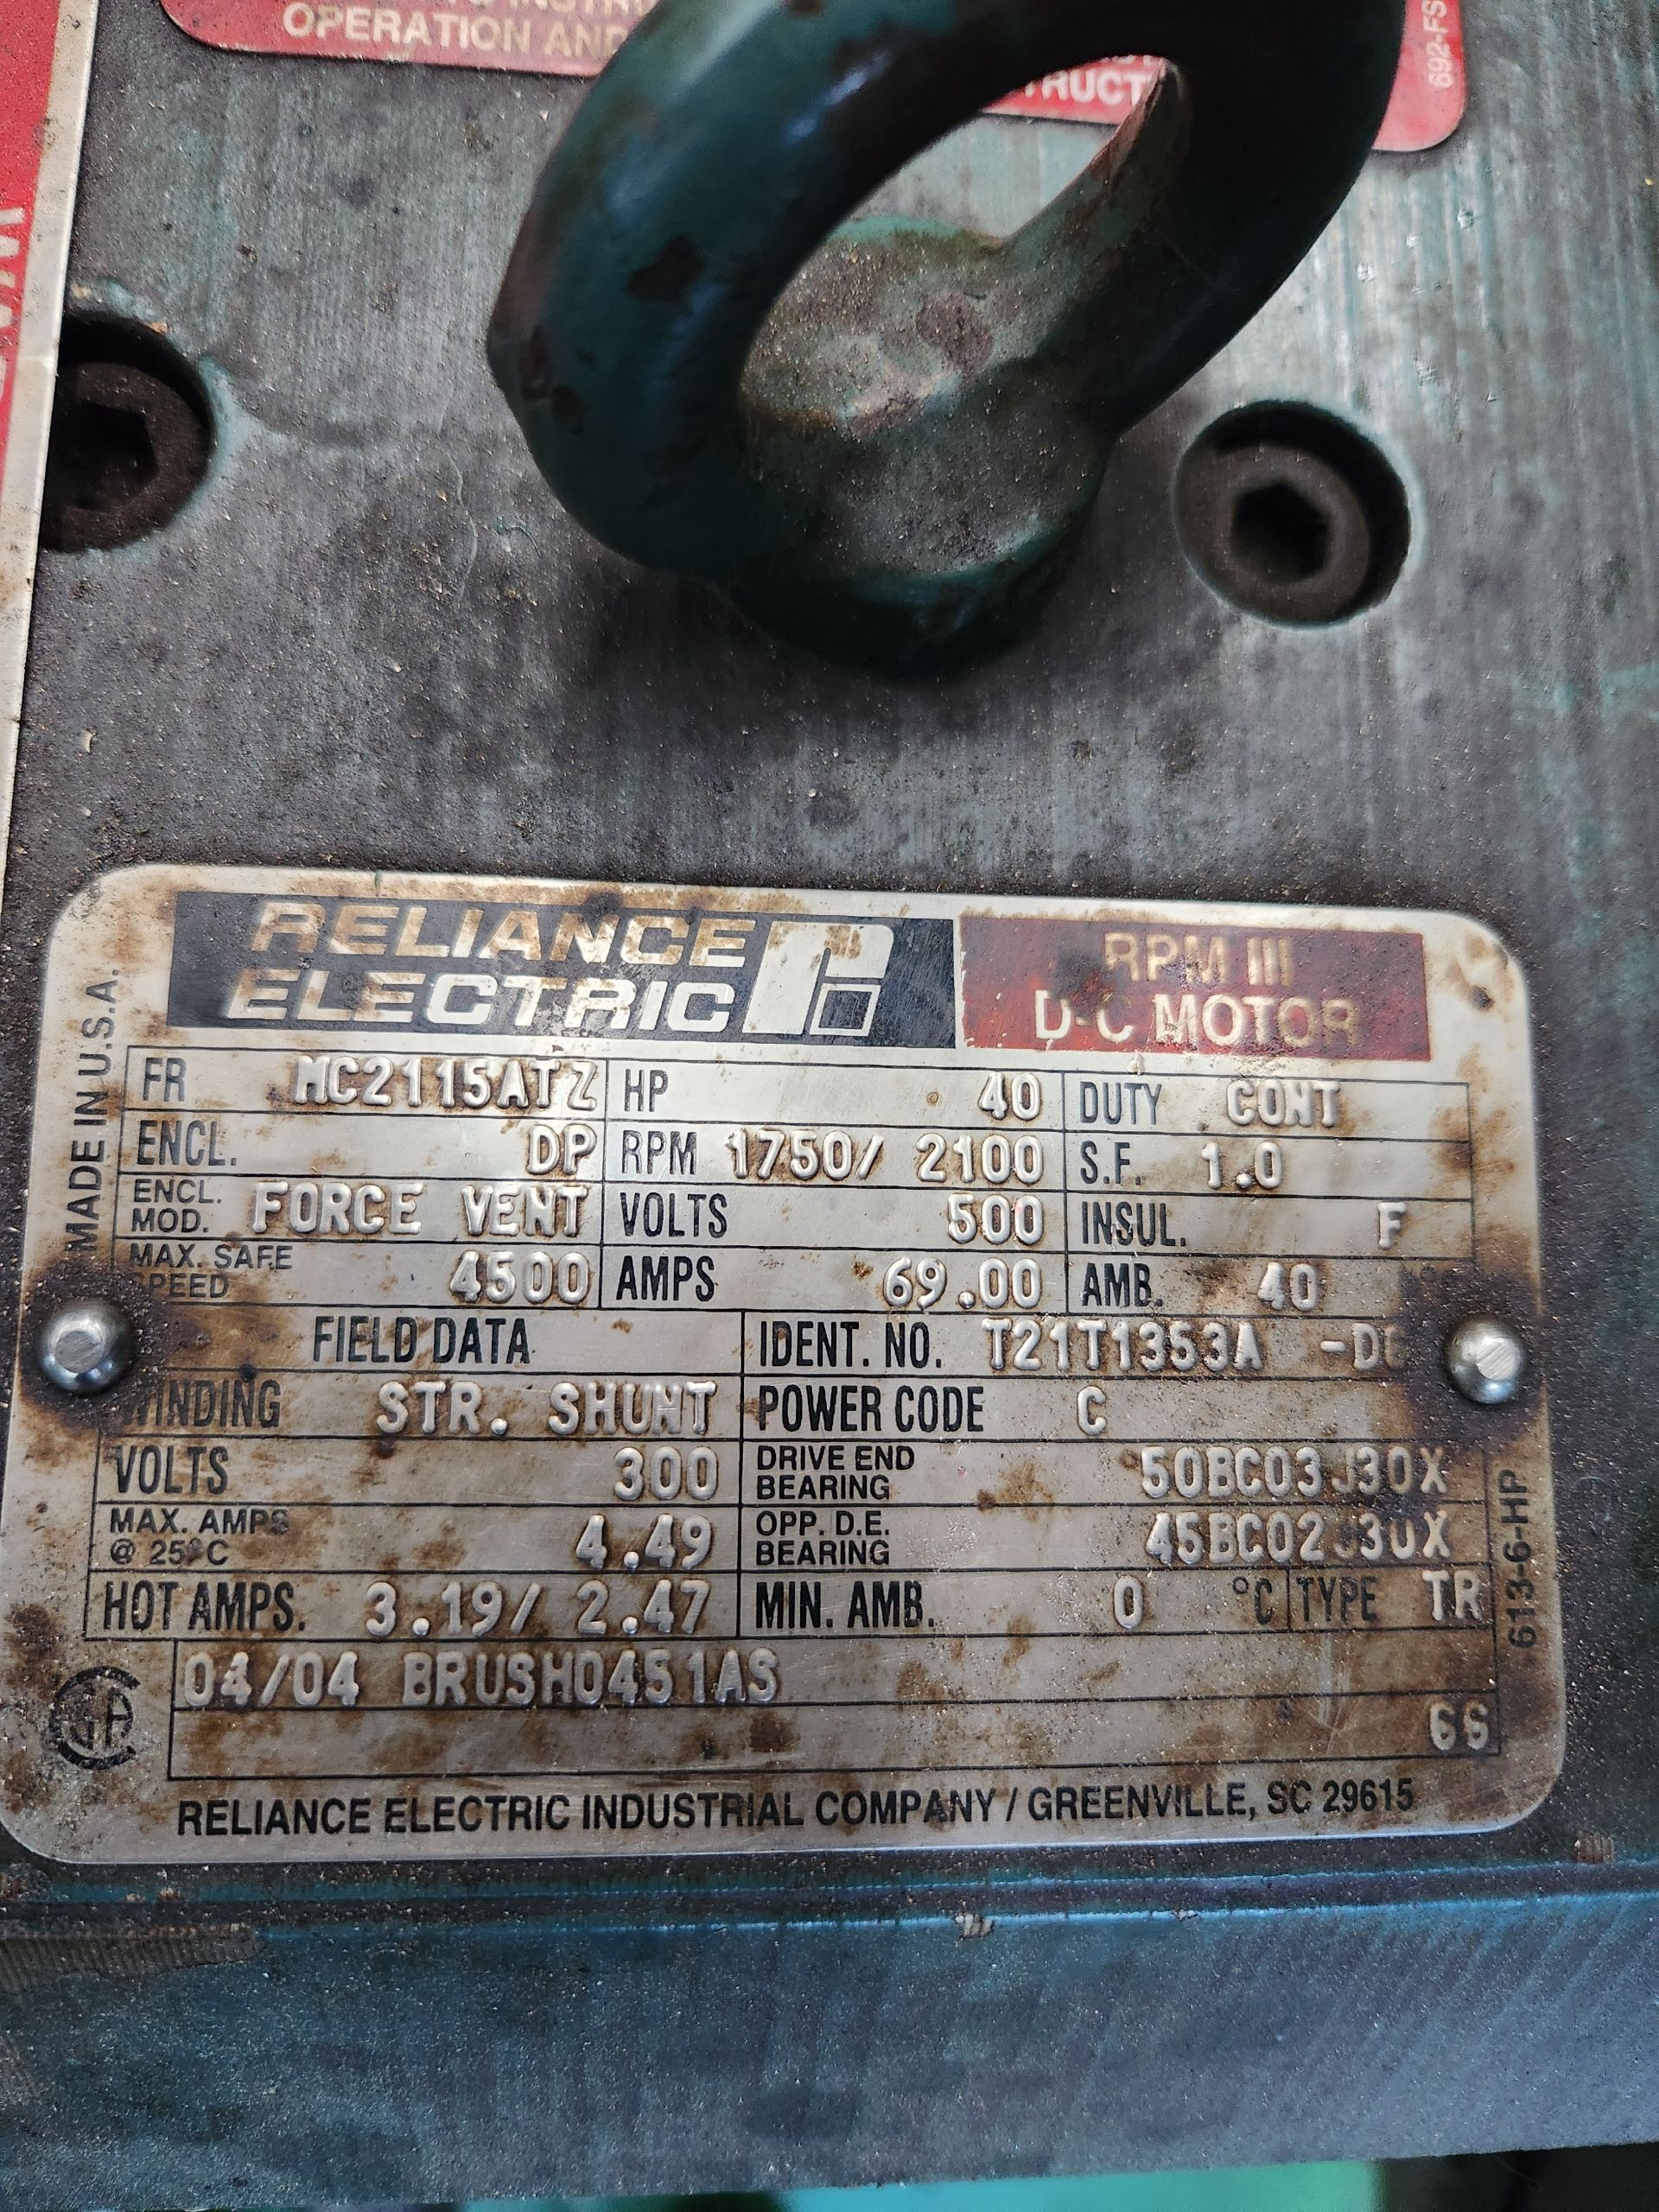 OPERATION AND
692-FS
RELIANCE
ELECTRIC
RPM III
D-C MOTOR
MADE IN U.S.A.
FR MC2115ATZ HP 40 DUTY CONT
ENCL. DP RPM 1750/ 2100 S.F. 1.0
ENCL. MOD. FORCE VENT VOLTS 500 INSUL. F
MAX. SAFE SPEED 4500 AMPS 69.00 AMB. 40
FIELD DATA IDENT. NO. T21T1353A
WINDING STR. SHUNT POWER CODE C
VOLTS 300 DRIVE END BEARING 50BC03J30X
MAX. AMPS @ 25°C 4.49 OPP. D.E. BEARING 45BC02J30X
HOT AMPS. 3.19/ 2.47 MIN. AMB. 0 °C TYPE TR
613-6-HP
04/04 BRUSH0451AS
6S
RELIANCE ELECTRIC INDUSTRIAL COMPANY / GREENVILLE, SC 29615